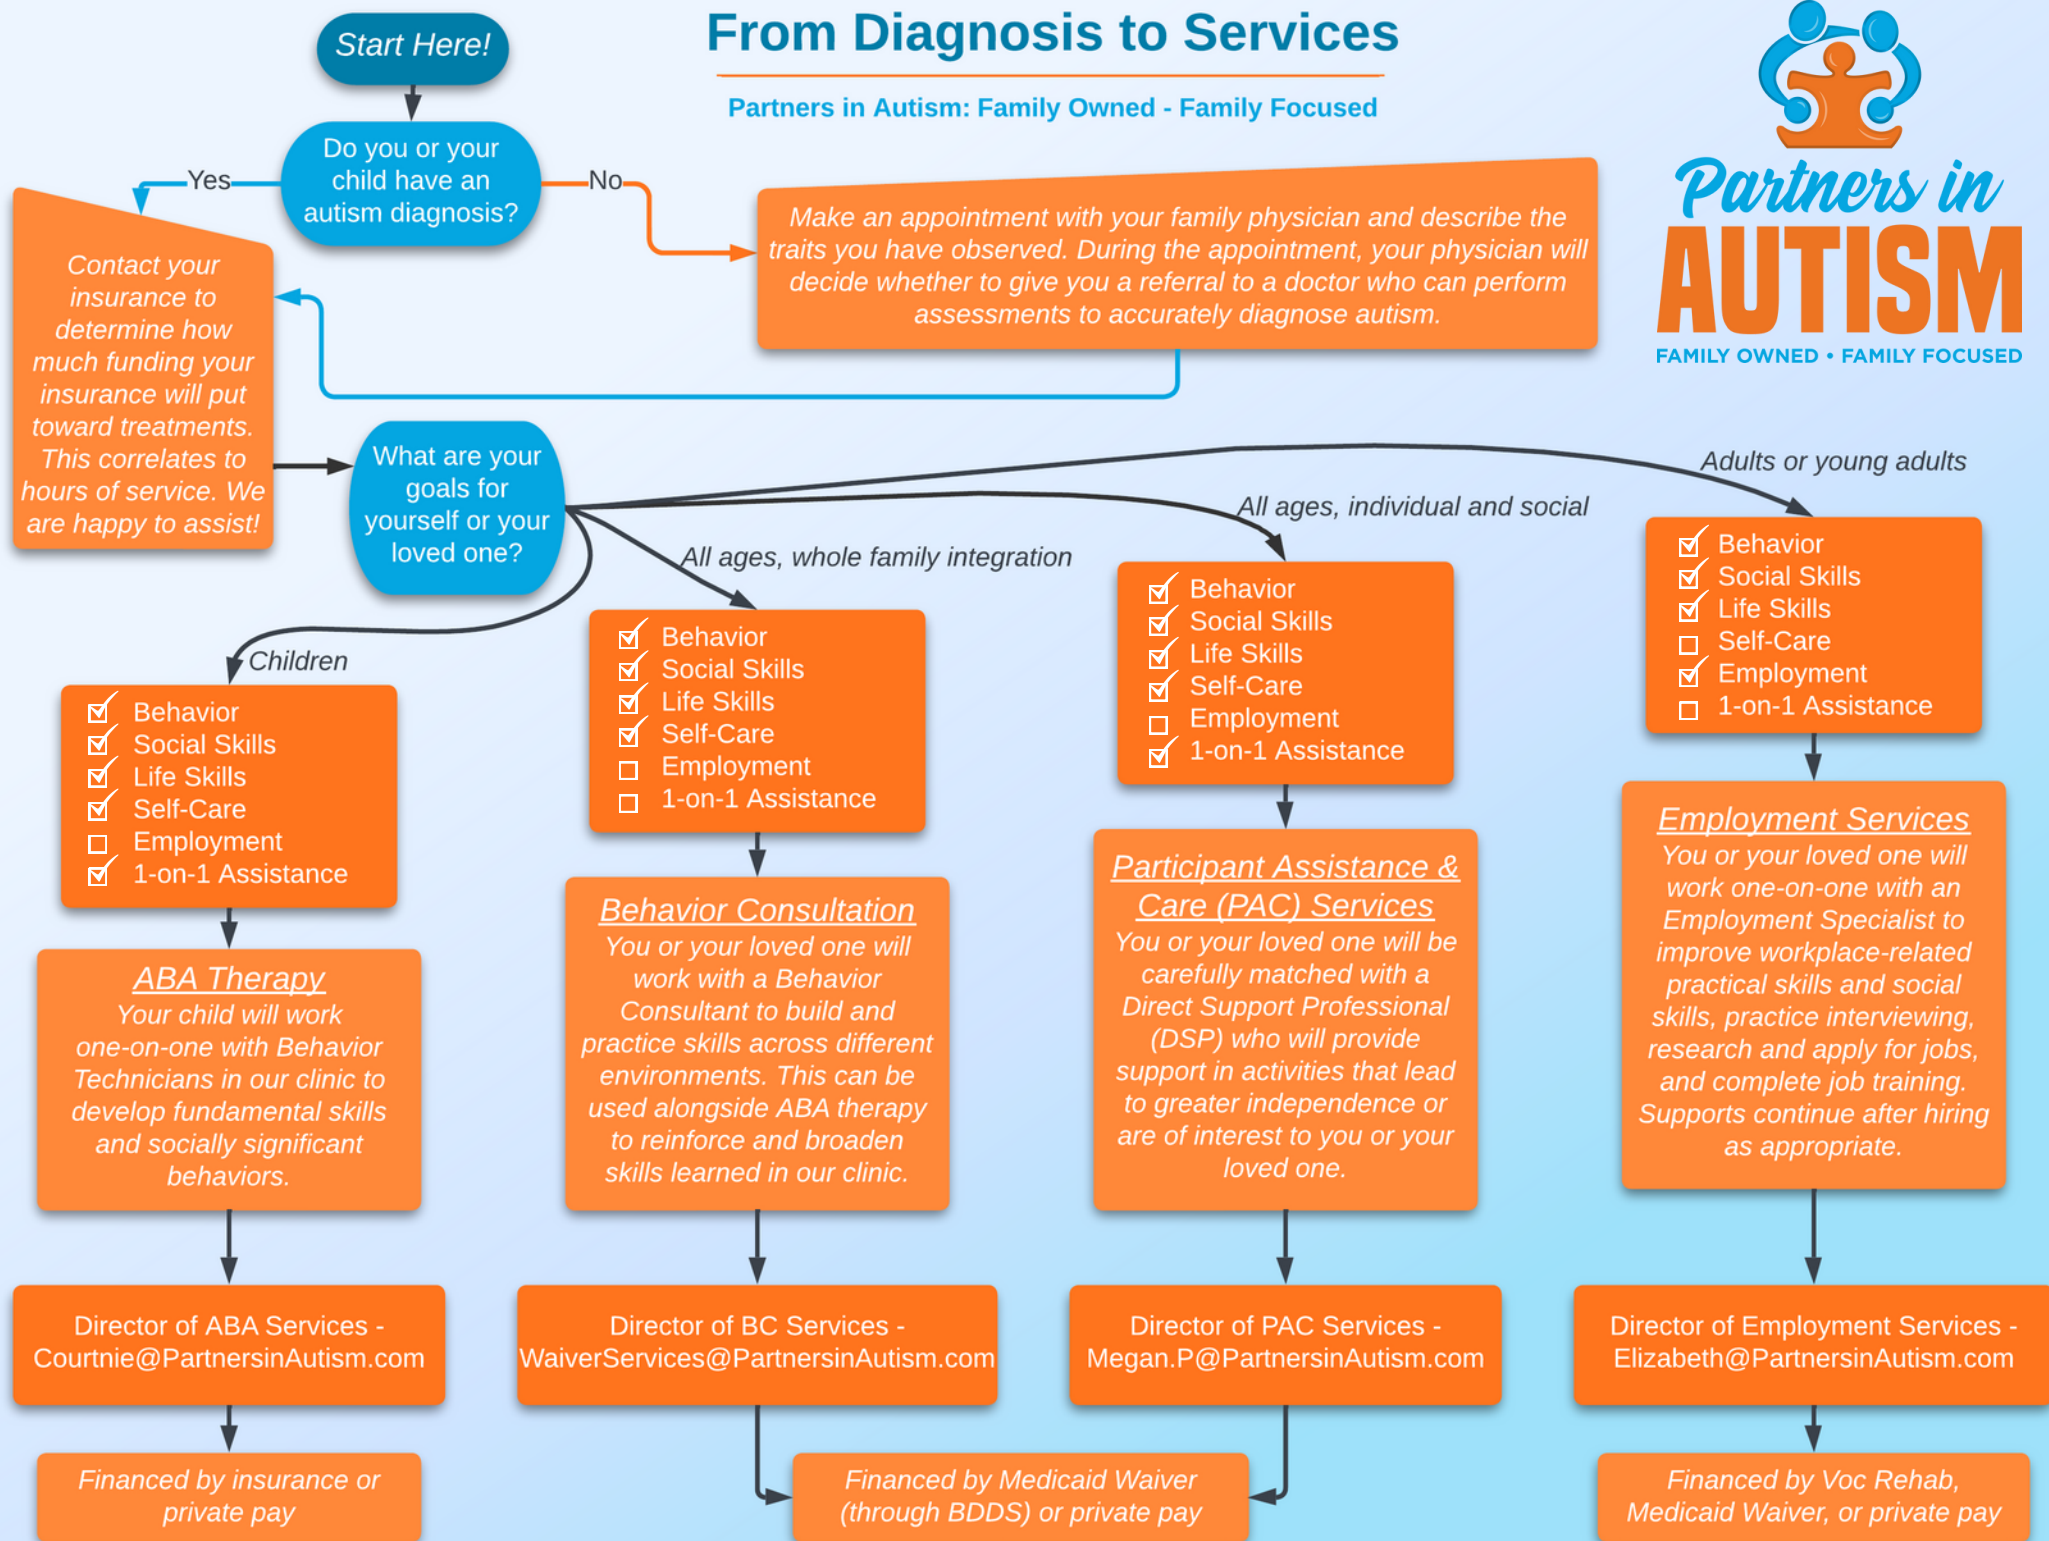 Start Here!
From Diagnosis to Services
Partners in Autism: Family Owned - Family Focused
Partners in
AUTISM
FAMILY OWNED • FAMILY FOCUSED
Do you or your
child have an
autism diagnosis?
Yes
No
Make an appointment with your family physician and describe the
traits you have observed. During the appointment, your physician will
decide whether to give you a referral to a doctor who can perform
assessments to accurately diagnose autism.
Contact your
insurance to
determine how
much funding your
insurance will put
toward treatments.
This correlates to
hours of service. We
are happy to assist!
What are your
goals for
yourself or your
loved one?
Children
Behavior
Social Skills
Life Skills
Self-Care
Employment
1-on-1 Assistance
ABA Therapy
Your child will work
one-on-one with Behavior
Technicians in our clinic to
develop fundamental skills
and socially significant
behaviors.
Director of ABA Services -
Courtnie@PartnersinAutism.com
Financed by insurance or
private pay
All ages, whole family integration
Behavior
Social Skills
Life Skills
Self-Care
Employment
1-on-1 Assistance
Behavior Consultation
You or your loved one will
work with a Behavior
Consultant to build and
practice skills across different
environments. This can be
used alongside ABA therapy
to reinforce and broaden
skills learned in our clinic.
Director of BC Services -
WaiverServices@PartnersinAutism.com
All ages, individual and social
Behavior
Social Skills
Life Skills
Self-Care
Employment
1-on-1 Assistance
Participant Assistance &
Care (PAC) Services
You or your loved one will be
carefully matched with a
Direct Support Professional
(DSP) who will provide
support in activities that lead
to greater independence or
are of interest to you or your
loved one.
Director of PAC Services -
Megan.P@PartnersinAutism.com
Financed by Medicaid Waiver
(through BDDS) or private pay
Adults or young adults
Behavior
Social Skills
Life Skills
Self-Care
Employment
1-on-1 Assistance
Employment Services
You or your loved one will
work one-on-one with an
Employment Specialist to
improve workplace-related
practical skills and social
skills, practice interviewing,
research and apply for jobs,
and complete job training.
Supports continue after hiring
as appropriate.
Director of Employment Services -
Elizabeth@PartnersinAutism.com
Financed by Voc Rehab,
Medicaid Waiver, or private pay